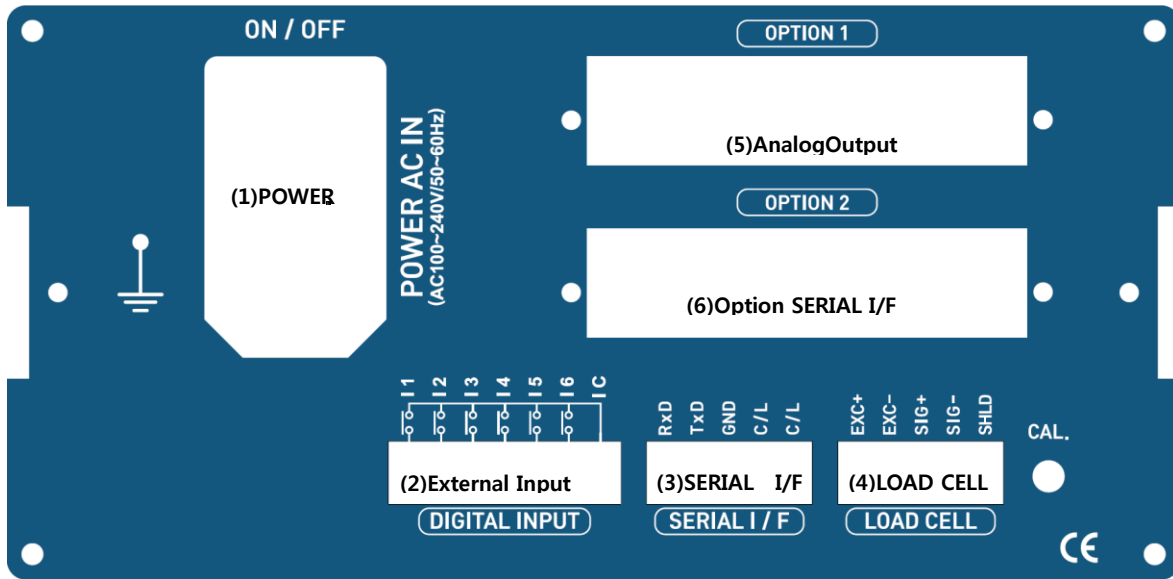 ON / OFF
OPTION 1
(1)POWER
POWER AC IN
(AC100~240V/50~60Hz)
(5)AnalogOutput
OPTION 2
(6)Option SERIAL I/F
I1 I2 I3 I4 I5 I6 IC
RxD TxD GND C/L C/L
EXC+ EXC- SIG+ SIG- SHLD
CAL.
(2)External Input
(3)SERIAL I/F
(4)LOAD CELL
DIGITAL INPUT
SERIAL I / F
LOAD CELL
CE